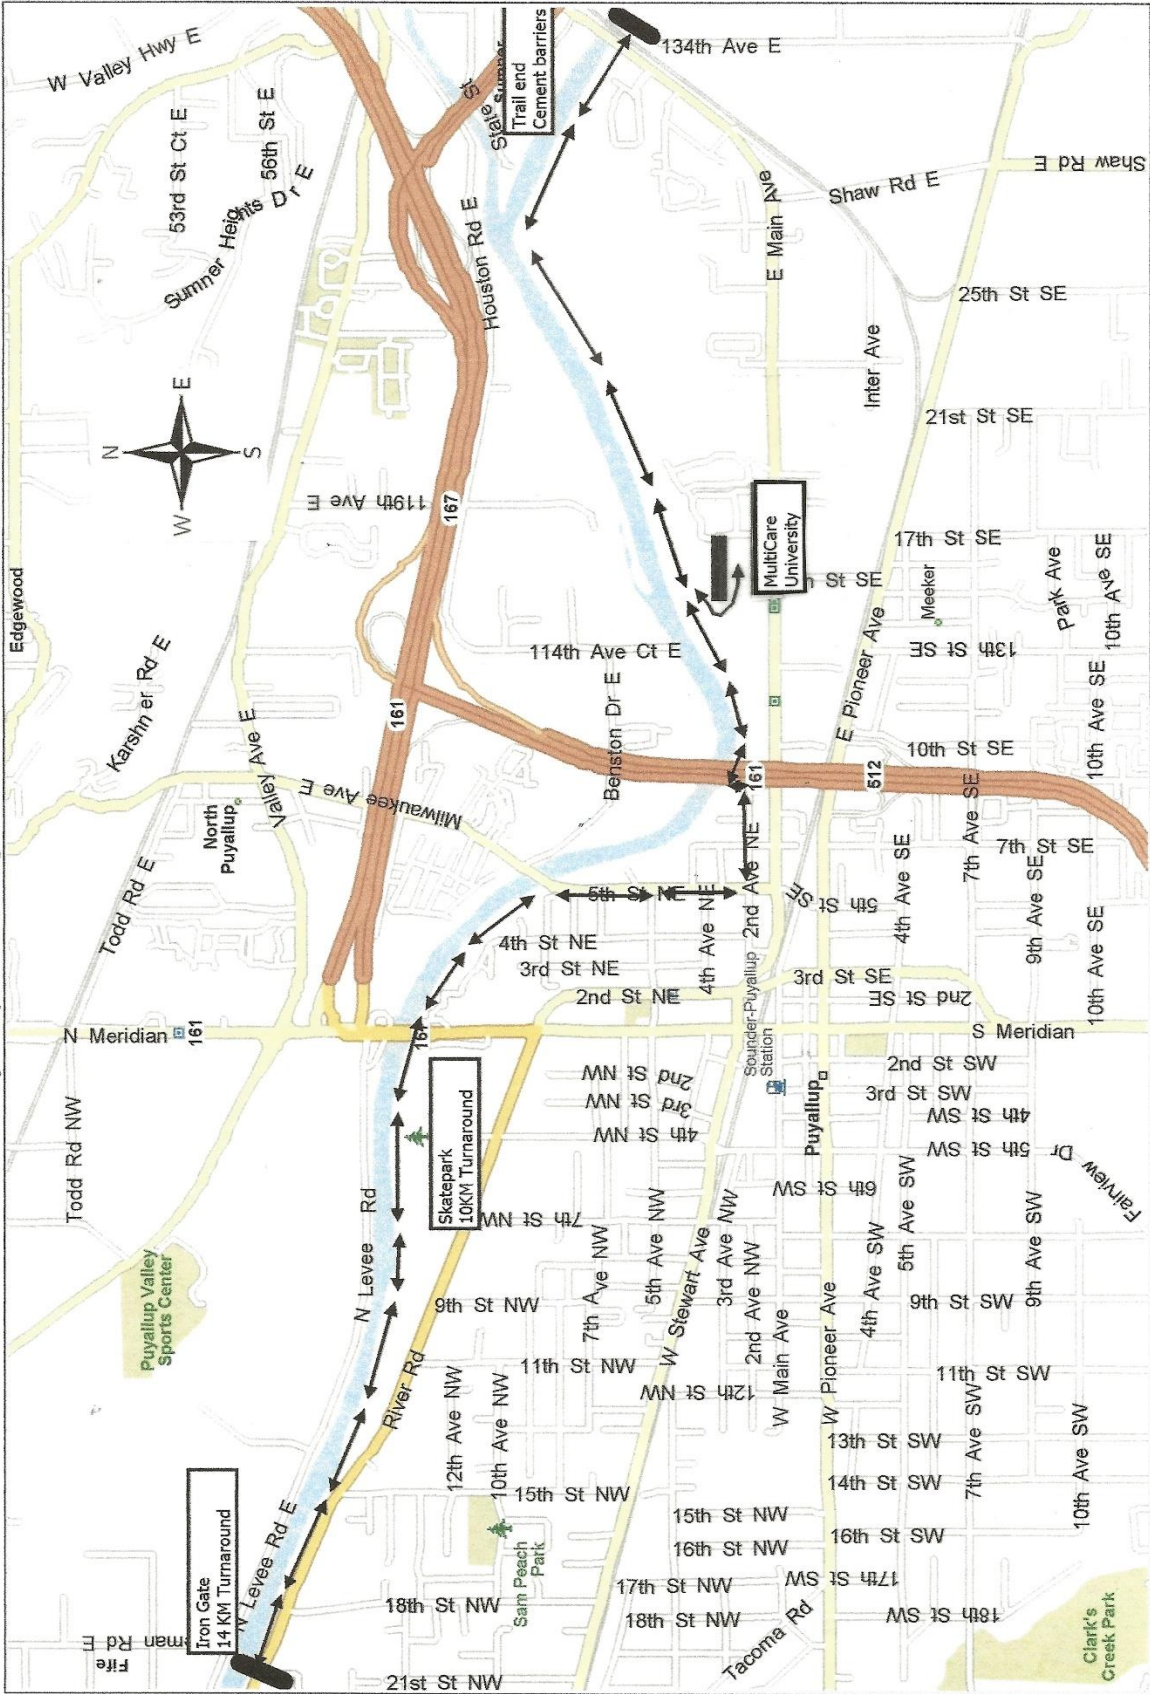 W Valley Hwy E
53rd St Ct E
56th St E
Sumner Heights Dr E
State St
Sumner
Trail end
Cement barriers
134th Ave E
Shaw Rd E
Shaw Rd E
E Main Ave
25th St SE
Houston Rd E
Inter Ave
21st St SE
N
E
S
W
119th Ave E
167
Edgewood
MultiCare
University
St SE
17th St SE
Meeker
Park Ave
10th Ave SE
13th St SE
114th Ave Ct E
Karshner Rd E
Valley Ave E
161
Benston Dr E
E Pioneer Ave
10th St SE
10th Ave SE
161
512
North
Puyallup
Milwaukee Ave E
Todd Rd E
7th Ave SE
7th St SE
5th St NE
4th Ave NE
2nd Ave NE
5th St SE
4th Ave SE
9th Ave SE
10th Ave SE
4th St NE
3rd St NE
2nd St NE
Sounder-Puyallup
Station
3rd St SE
2nd St SE
N Meridian
161
161
S Meridian
Skatepark
10KM Turnaround
2nd St NW
3rd St NW
4th St NW
Puyallup
2nd St SW
3rd St SW
4th St SW
5th St SW
Fairview Dr
Todd Rd NW
N Levee Rd
7th St NW
6th St SW
5th Ave SW
4th Ave SW
9th Ave SW
Puyallup Valley
Sports Center
9th St NW
7th Ave NW
5th Ave NW
W Stewart Ave
3rd Ave NW
2nd Ave NW
W Main Ave
W Pioneer Ave
9th St SW
River Rd
11th St NW
12th St NW
11th St SW
12th Ave NW
10th Ave NW
13th St SW
14th St SW
7th Ave SW
10th Ave SW
15th St NW
15th St NW
16th St NW
16th St SW
Sam Peach
Park
17th St NW
17th St SW
18th St NW
18th St NW
18th St SW
Tacoma Rd
21st St NW
Clark's
Creek Park
Iron Gate
14 KM Turnaround
N Levee Rd E
eman Rd E
Fife